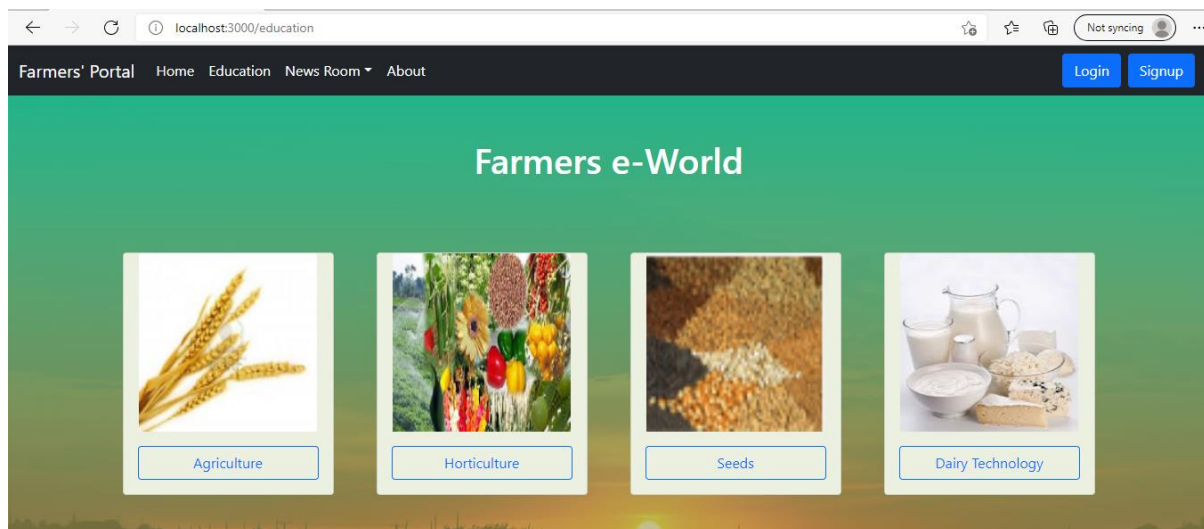 localhost:3000/education
Not syncing
Farmers' Portal Home Education News Room About Login Signup
Farmers e-World
Agriculture Horticulture Seeds Dairy Technology